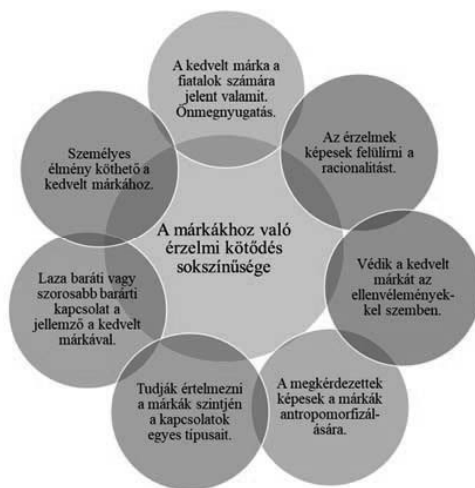 A kedvelt márka a
fiatalok számára
jelent valamit.
Önmegnyugatás.
Az érzelmek
képesek felülírni a
racionalitást.
Védik a kedvelt
márkát az
ellenvélemények-
kel szemben.
A megkérdezettek
képesek a márkák
antropomorfizál-
ására.
Tudják értelmezni
a márkák szintjén
a kapcsolatok
egyes típusait.
Laza baráti vagy
szorosabb barárti
kapcsolat a
jellemző a kedvelt
márkával.
Személyes
élmény köthető a
kedvelt márkához.
A márkákhoz való
érzelmi kötődés
sokszínűsége